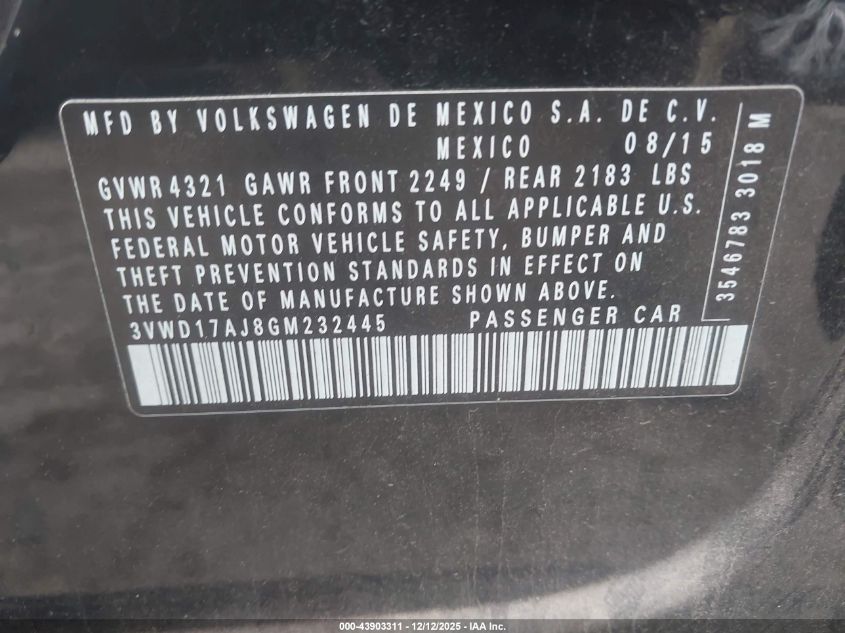 MFD BY VOLKSWAGEN DE MEXICO S.A. DE C.V.
MEXICO 08/15
GVWR 4321 GAWR FRONT 2249 / REAR 2183 LBS
THIS VEHICLE CONFORMS TO ALL APPLICABLE U.S.
FEDERAL MOTOR VEHICLE SAFETY, BUMPER AND
THEFT PREVENTION STANDARDS IN EFFECT ON
THE DATE OF MANUFACTURE SHOWN ABOVE.
3VWD17AJ8GM232445 PASSENGER CAR
3546783 3018 M
000-43903311 - 12/12/2025 - IAA Inc.